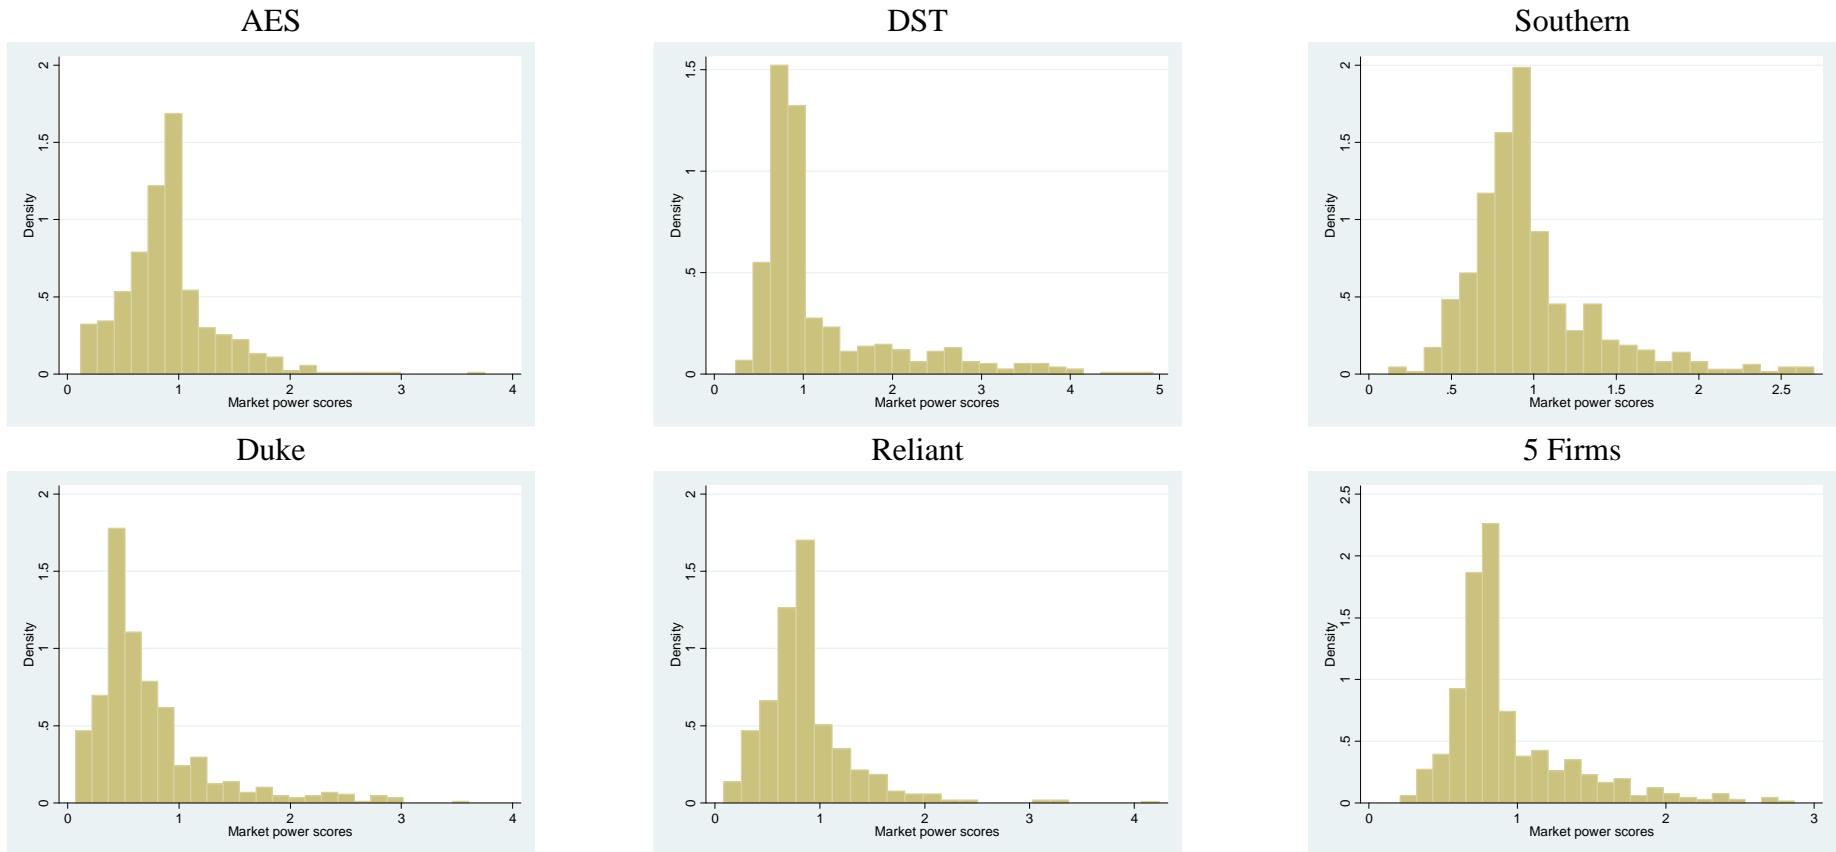 AES
2
1.5
1
.5
0
Density
0 1 2 3 4
Market power scores
DST
1.5
1
.5
0
Density
0 1 2 3 4 5
Market power scores
Southern
2
1.5
1
.5
0
Density
0 .5 1 1.5 2 2.5
Market power scores
Duke
2
1.5
1
.5
0
Density
0 1 2 3 4
Market power scores
Reliant
2
1.5
1
.5
0
Density
0 1 2 3 4
Market power scores
5 Firms
2.5
2
1.5
1
.5
0
Density
0 1 2 3
Market power scores